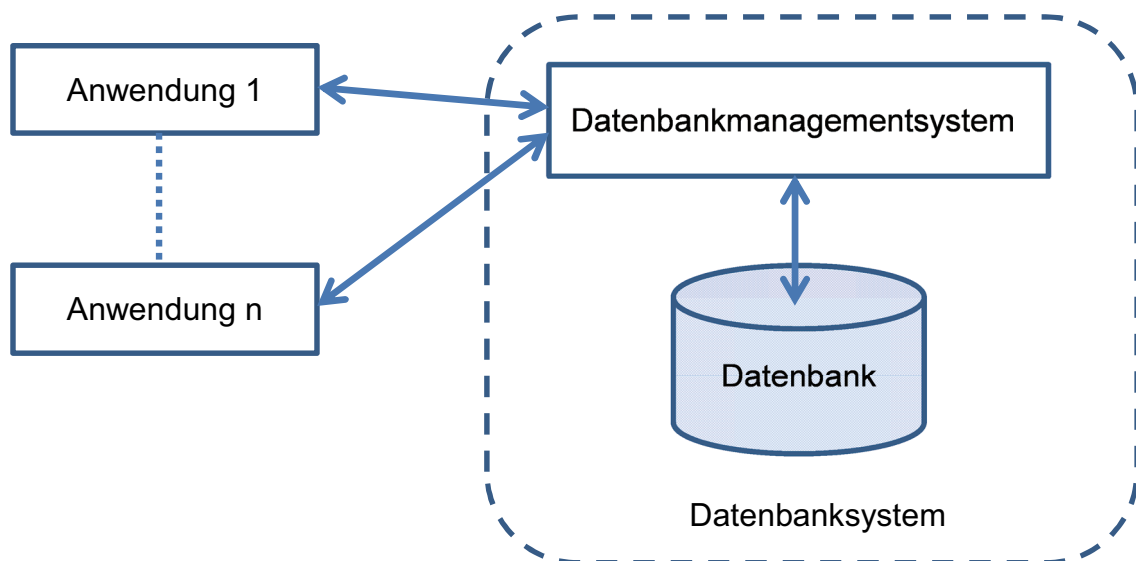 Anwendung 1
Datenbankmanagementsystem
Anwendung n
Datenbank
Datenbanksystem